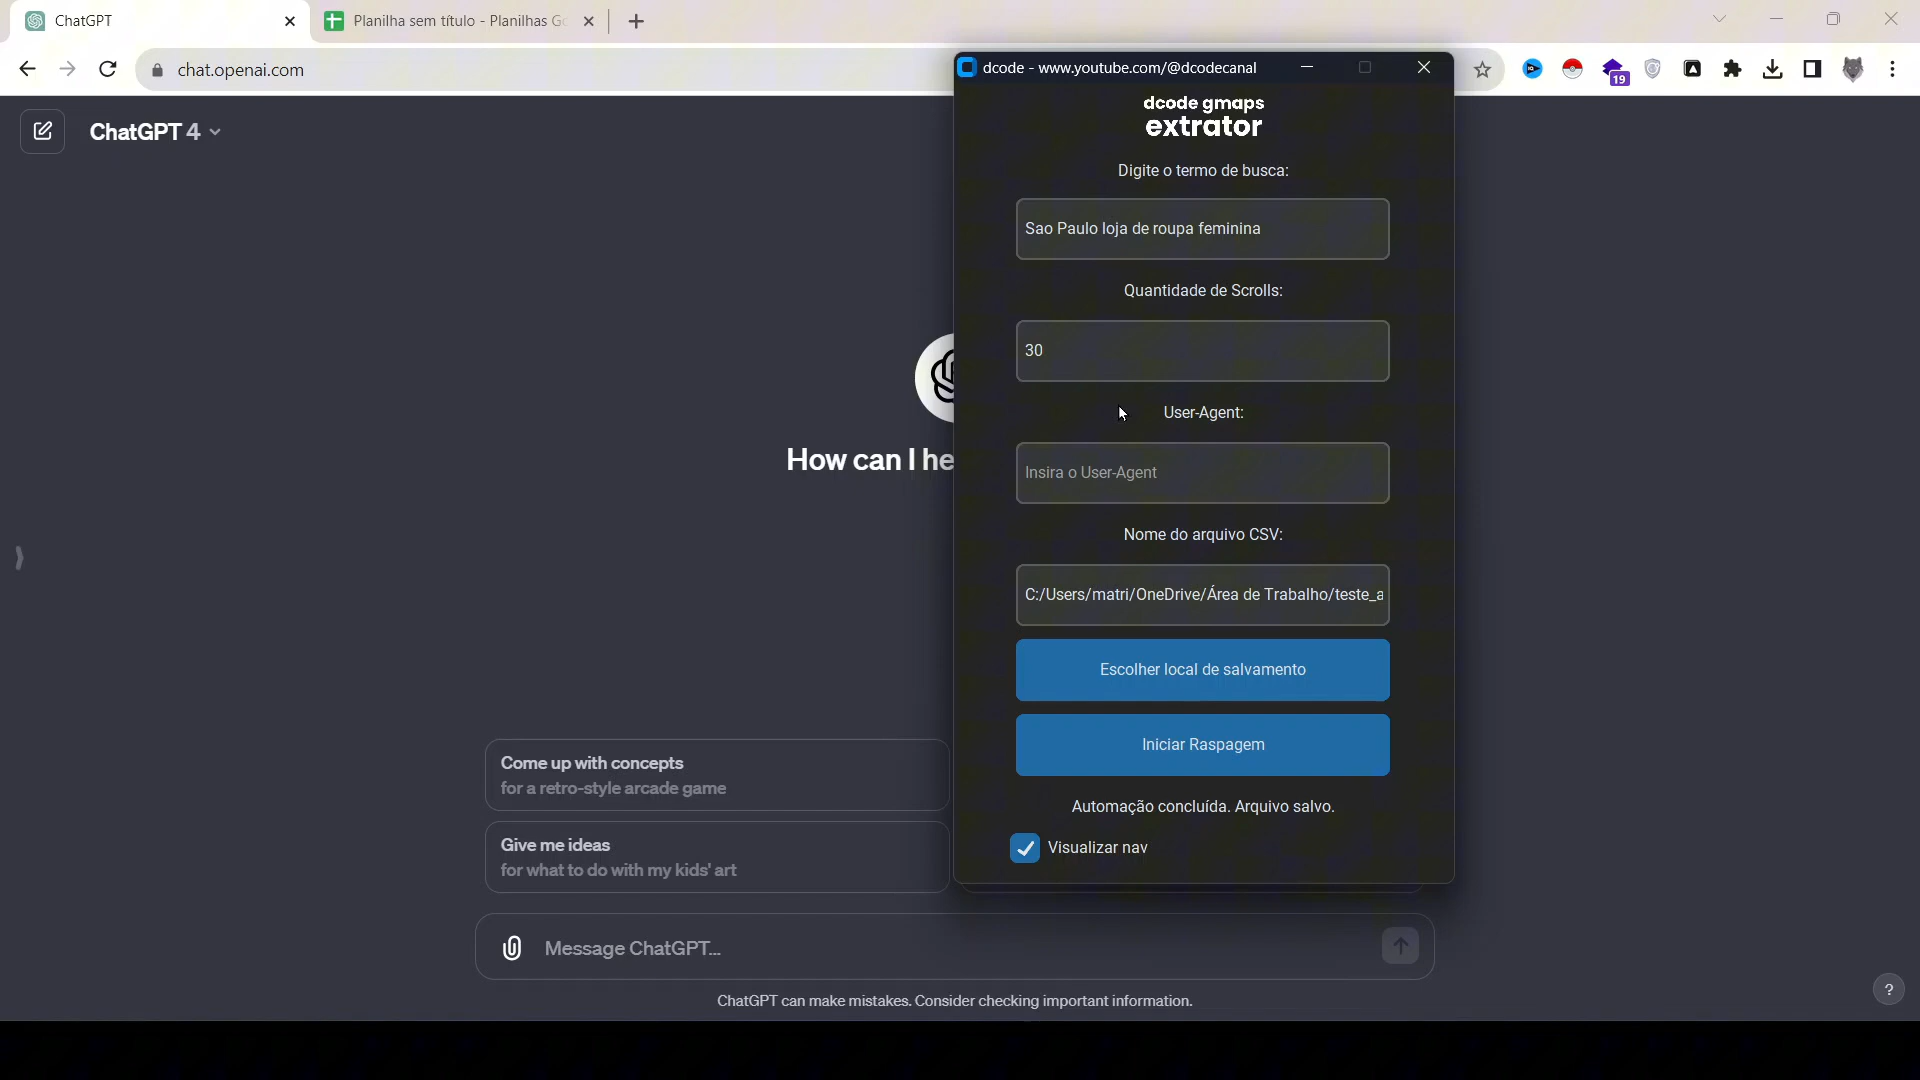 ChatGPT
Planilha sem título - Planilhas Go
chat.openai.com
19
ChatGPT 4
How can I he
Come up with concepts
for a retro-style arcade game
Give me ideas
for what to do with my kids' art
Message ChatGPT...
ChatGPT can make mistakes. Consider checking important information.
?
dcode - www.youtube.com/@dcodecanal
dcode gmaps
extrator
Digite o termo de busca:
Sao Paulo loja de roupa feminina
Quantidade de Scrolls:
30
User-Agent:
Insira o User-Agent
Nome do arquivo CSV:
C:/Users/matri/OneDrive/Área de Trabalho/teste_a
Escolher local de salvamento
Iniciar Raspagem
Automação concluída. Arquivo salvo.
Visualizar nav